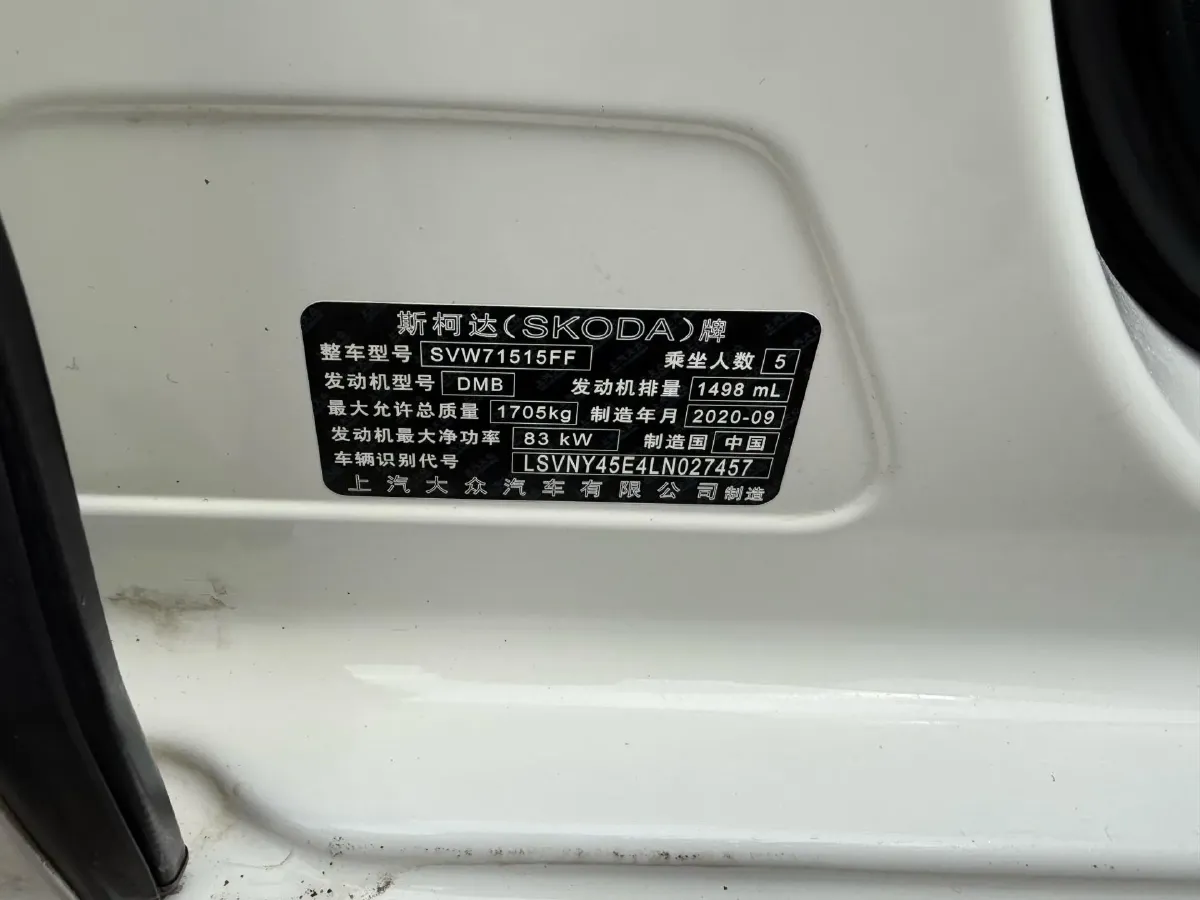 斯柯达(SKODA)牌
整车型号 SVW71515FF 乘坐人数 5
发动机型号 DMB 发动机排量 1498 mL
最大允许总质量 1705kg 制造年月 2020-09
发动机最大净功率 83 kW 制造国 中国
车辆识别代号 LSVNY45E4LN027457
上汽大众汽车有限公司制造